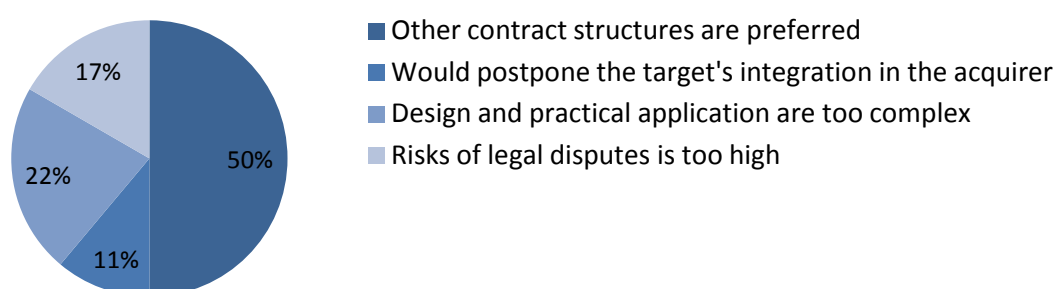 Other contract structures are preferred
Would postpone the target's integration in the acquirer
Design and practical application are too complex
Risks of legal disputes is too high
17%
50%
22%
11%